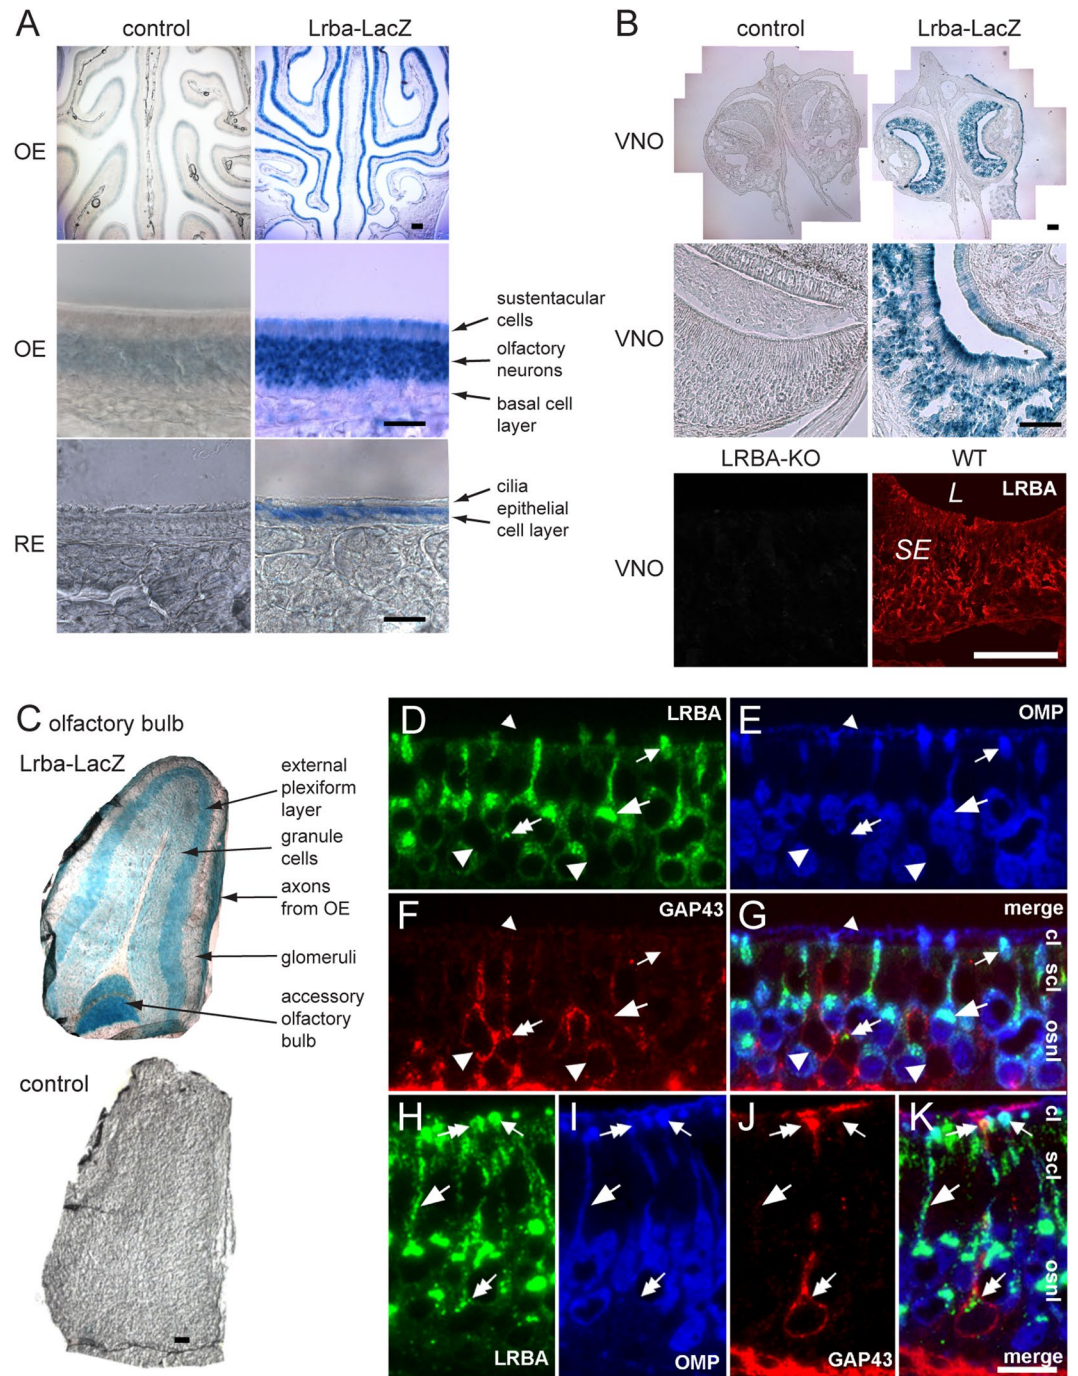 A
control
Lrba-LacZ
OE
OE
sustentacular
cells
olfactory
neurons
basal cell
layer
RE
cilia
epithelial
cell layer
B
control
Lrba-LacZ
VNO
VNO
LRBA-KO
WT
VNO
L
LRBA
SE
C olfactory bulb
Lrba-LacZ
external
plexiform
layer
granule
cells
axons
from OE
glomeruli
accessory
olfactory
bulb
control
D
LRBA
E
OMP
F
GAP43
G
merge
cl
scl
osnl
H
LRBA
I
OMP
J
GAP43
K
cl
scl
osnl
merge